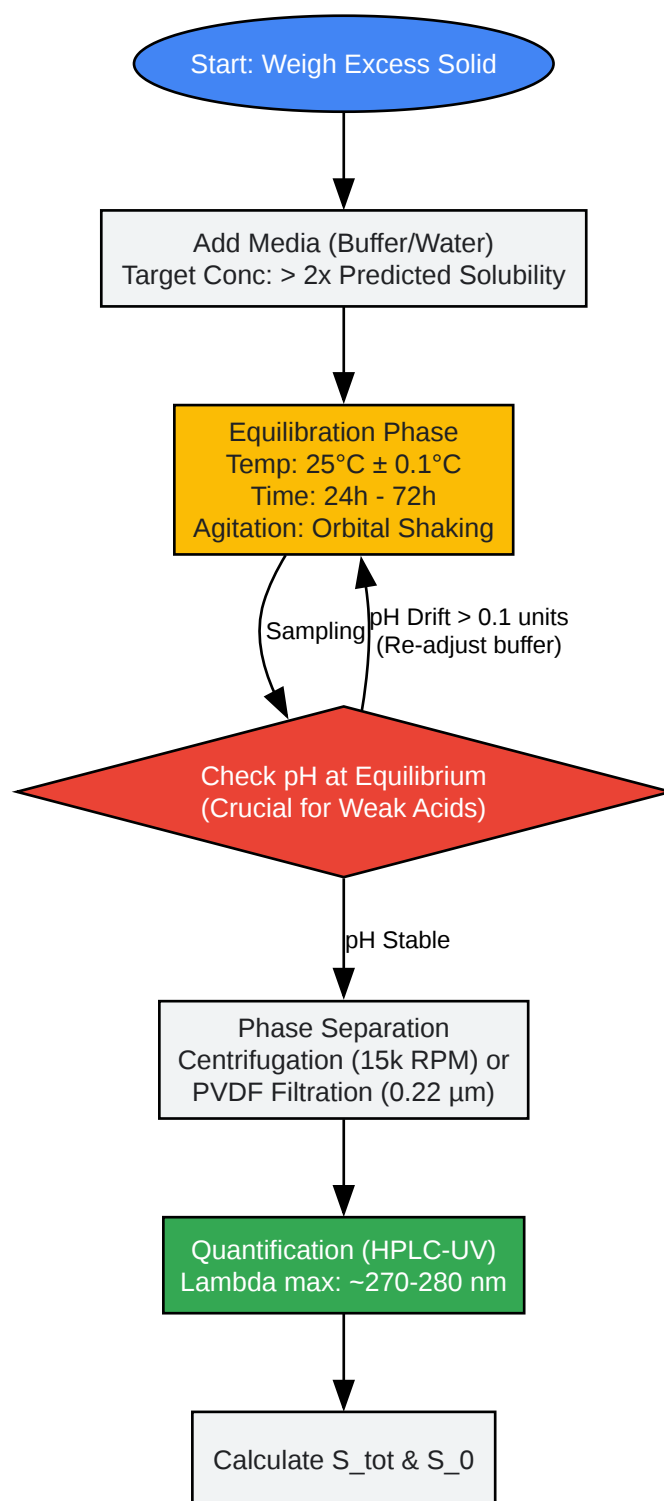 Start: Weigh Excess Solid
Add Media (Buffer/Water)
Target Conc: > 2x Predicted Solubility
Equilibration Phase
Temp: 25°C ± 0.1°C
Time: 24h - 72h
Agitation: Orbital Shaking
Sampling
pH Drift > 0.1 units
(Re-adjust buffer)
Check pH at Equilibrium
(Crucial for Weak Acids)
pH Stable
Phase Separation
Centrifugation (15k RPM) or
PVDF Filtration (0.22 µm)
Quantification (HPLC-UV)
Lambda max: ~270-280 nm
Calculate S_tot & S_0